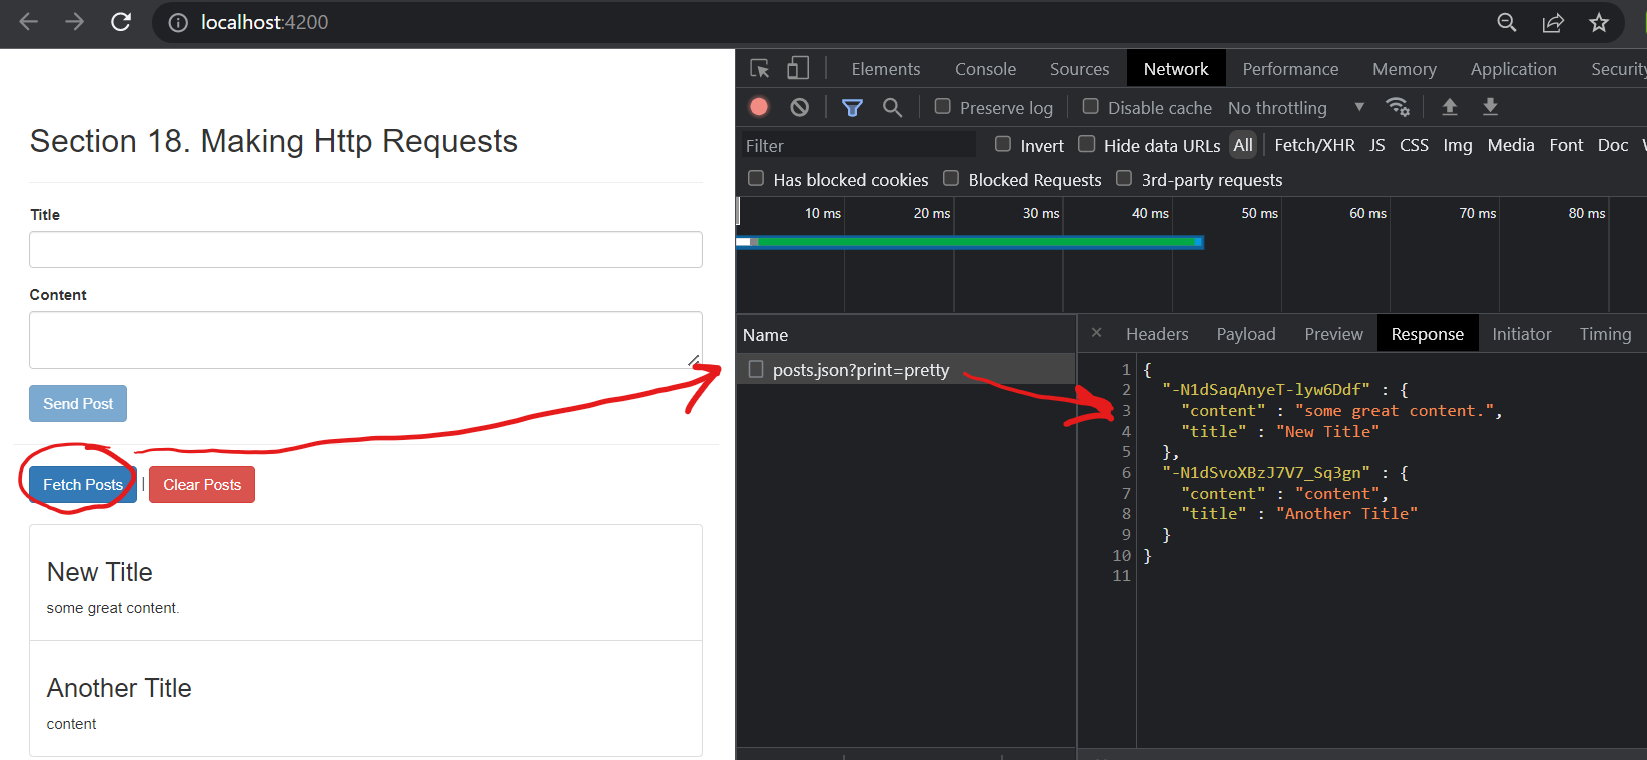 localhost:4200
Section 18. Making Http Requests
Title
Content
Send Post
Fetch Posts | Clear Posts
New Title
some great content.
Another Title
content
Elements Console Sources Network Performance Memory Application Security
Preserve log Disable cache No throttling
Filter Invert Hide data URLs All Fetch/XHR JS CSS Img Media Font Doc
Has blocked cookies Blocked Requests 3rd-party requests
10 ms 20 ms 30 ms 40 ms 50 ms 60 ms 70 ms 80 ms
Name
posts.json?print=pretty
× Headers Payload Preview Response Initiator Timing
1 {
2 "-N1dSaqAnyeT-lyw6Ddf" : {
3 "content" : "some great content.",
4 "title" : "New Title"
5 },
6 "-N1dSvoXBzJ7V7_Sq3gn" : {
7 "content" : "content",
8 "title" : "Another Title"
9 }
10 }
11